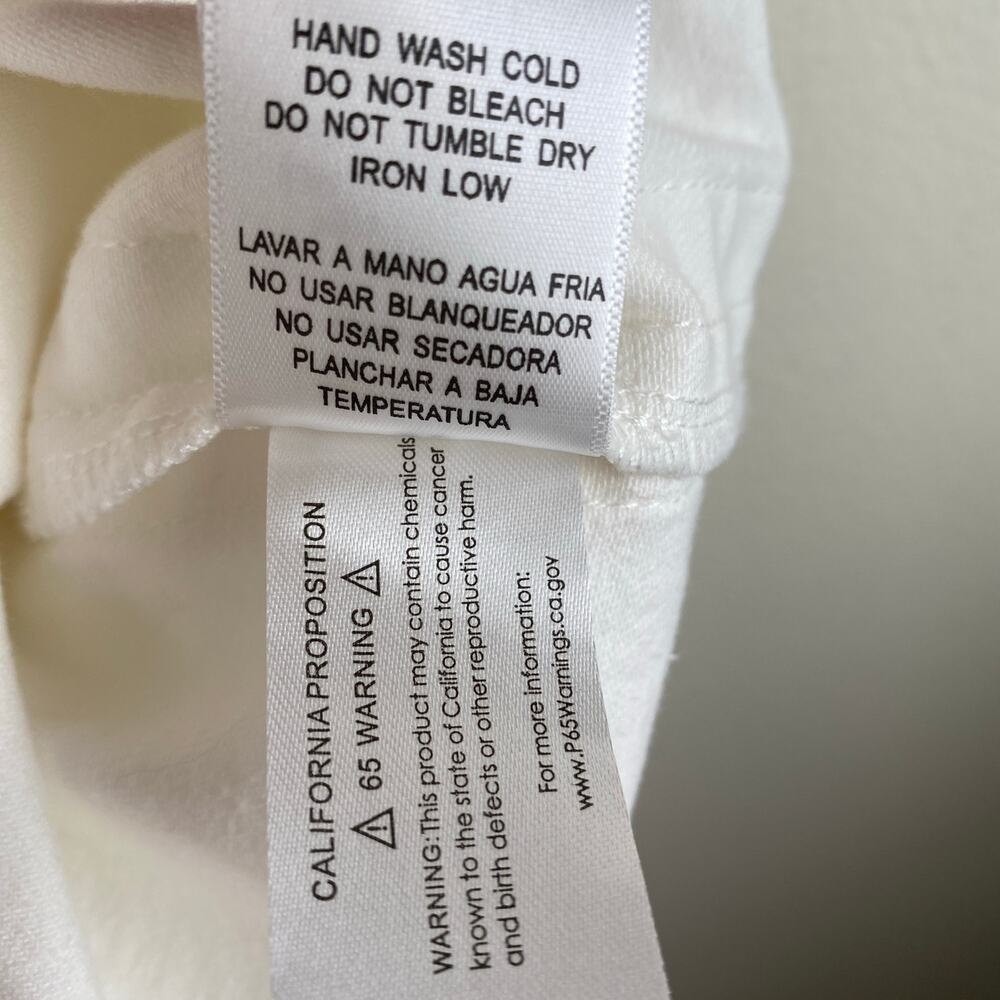 HAND WASH COLD
DO NOT BLEACH
DO NOT TUMBLE DRY
IRON LOW
LAVAR A MANO AGUA FRIA
NO USAR BLANQUEADOR
NO USAR SECADORA
PLANCHAR A BAJA
TEMPERATURA
CALIFORNIA PROPOSITION
⚠ 65 WARNING ⚠
WARNING:This product may contain chemicals
known to the state of California to cause cancer
and birth defects or other reproductive harm.
For more information:
www.P65Warnings.ca.gov